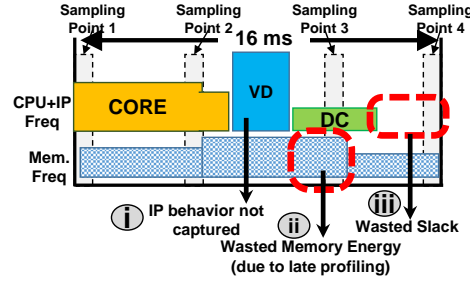 Sampling Point 1
Sampling Point 2
Sampling Point 3
Sampling Point 4
16 ms
CPU+IP Freq
CORE
VD
DC
Mem. Freq
i
IP behavior not captured
ii
Wasted Memory Energy
(due to late profiling)
iii
Wasted Slack